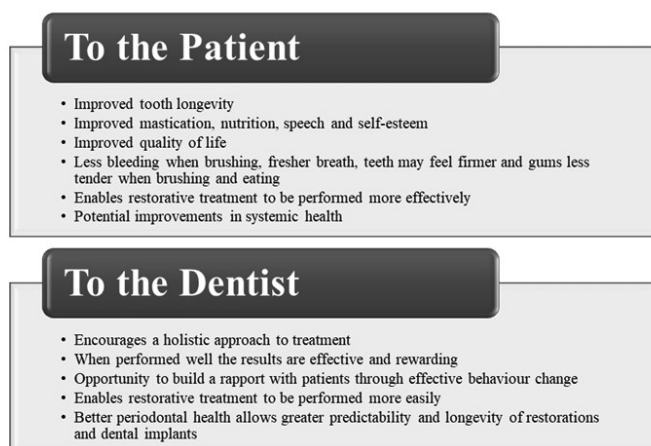 To the Patient
• Improved tooth longevity
• Improved mastication, nutrition, speech and self-esteem
• Improved quality of life
• Less bleeding when brushing, fresher breath, teeth may feel firmer and gums less
tender when brushing and eating
• Enables restorative treatment to be performed more effectively
• Potential improvements in systemic health
To the Dentist
• Encourages a holistic approach to treatment
• When performed well the results are effective and rewarding
• Opportunity to build a rapport with patients through effective behaviour change
• Enables restorative treatment to be performed more easily
• Better periodontal health allows greater predictability and longevity of restorations
and dental implants